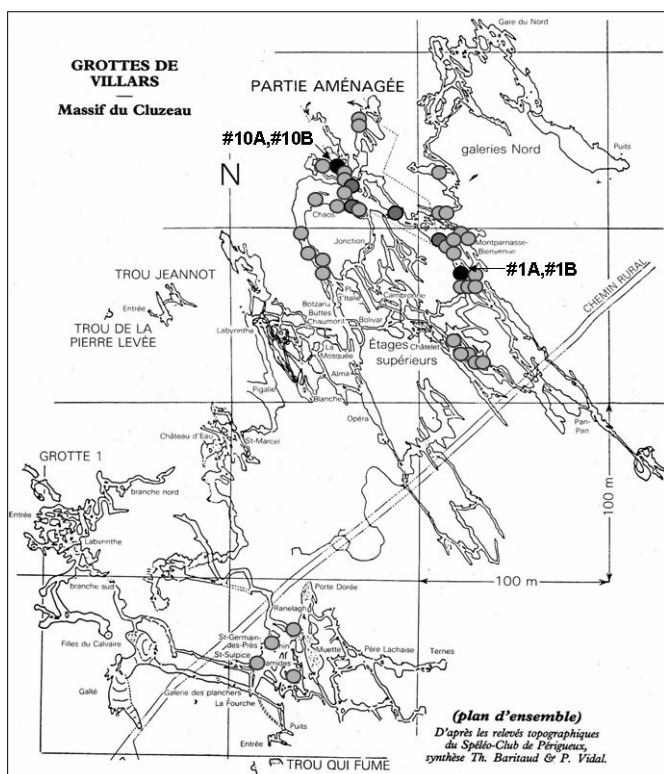 GROTTES DE
VILLARS
Massif du Cluzeau
Gare du Nord
PARTIE AMÉNAGÉE
#10A,#10B
galeries Nord
Puits
N
Chaos
Jonction
Montparnasse-
Bienvenue
#1A,#1B
CHEMIN RURAL
TROU JEANNOT
Entrée
TROU DE LA
PIERRE LEVÉE
Labyrinthe
Botzaris
Buttes
Chaumont
d'Italie
Cambronne
Bolivar
Étages
supérieurs
Châtelet
La
Mosquée
Alma
Pigalle
Blanche
Opéra
Pan-
Pan
Château d'Eau
St-Marcel
GROTTE 1
branche nord
Entrée
Labyrinthe
branche sud
100 m
100 m
Porte Dorée
Ranelagh
Filles du Calvaire
St-Germain-
des-Prés
St-Sulpice
Muette
Père Lachaise
Ternes
Gaîté
Galerie des planchers
La Fourche
Puits
Entrée
TROU QUI FUME
(plan d'ensemble)
D'après les relevés topographiques
du Spéléo-Club de Périgueux,
synthèse Th. Baritaud & P. Vidal.